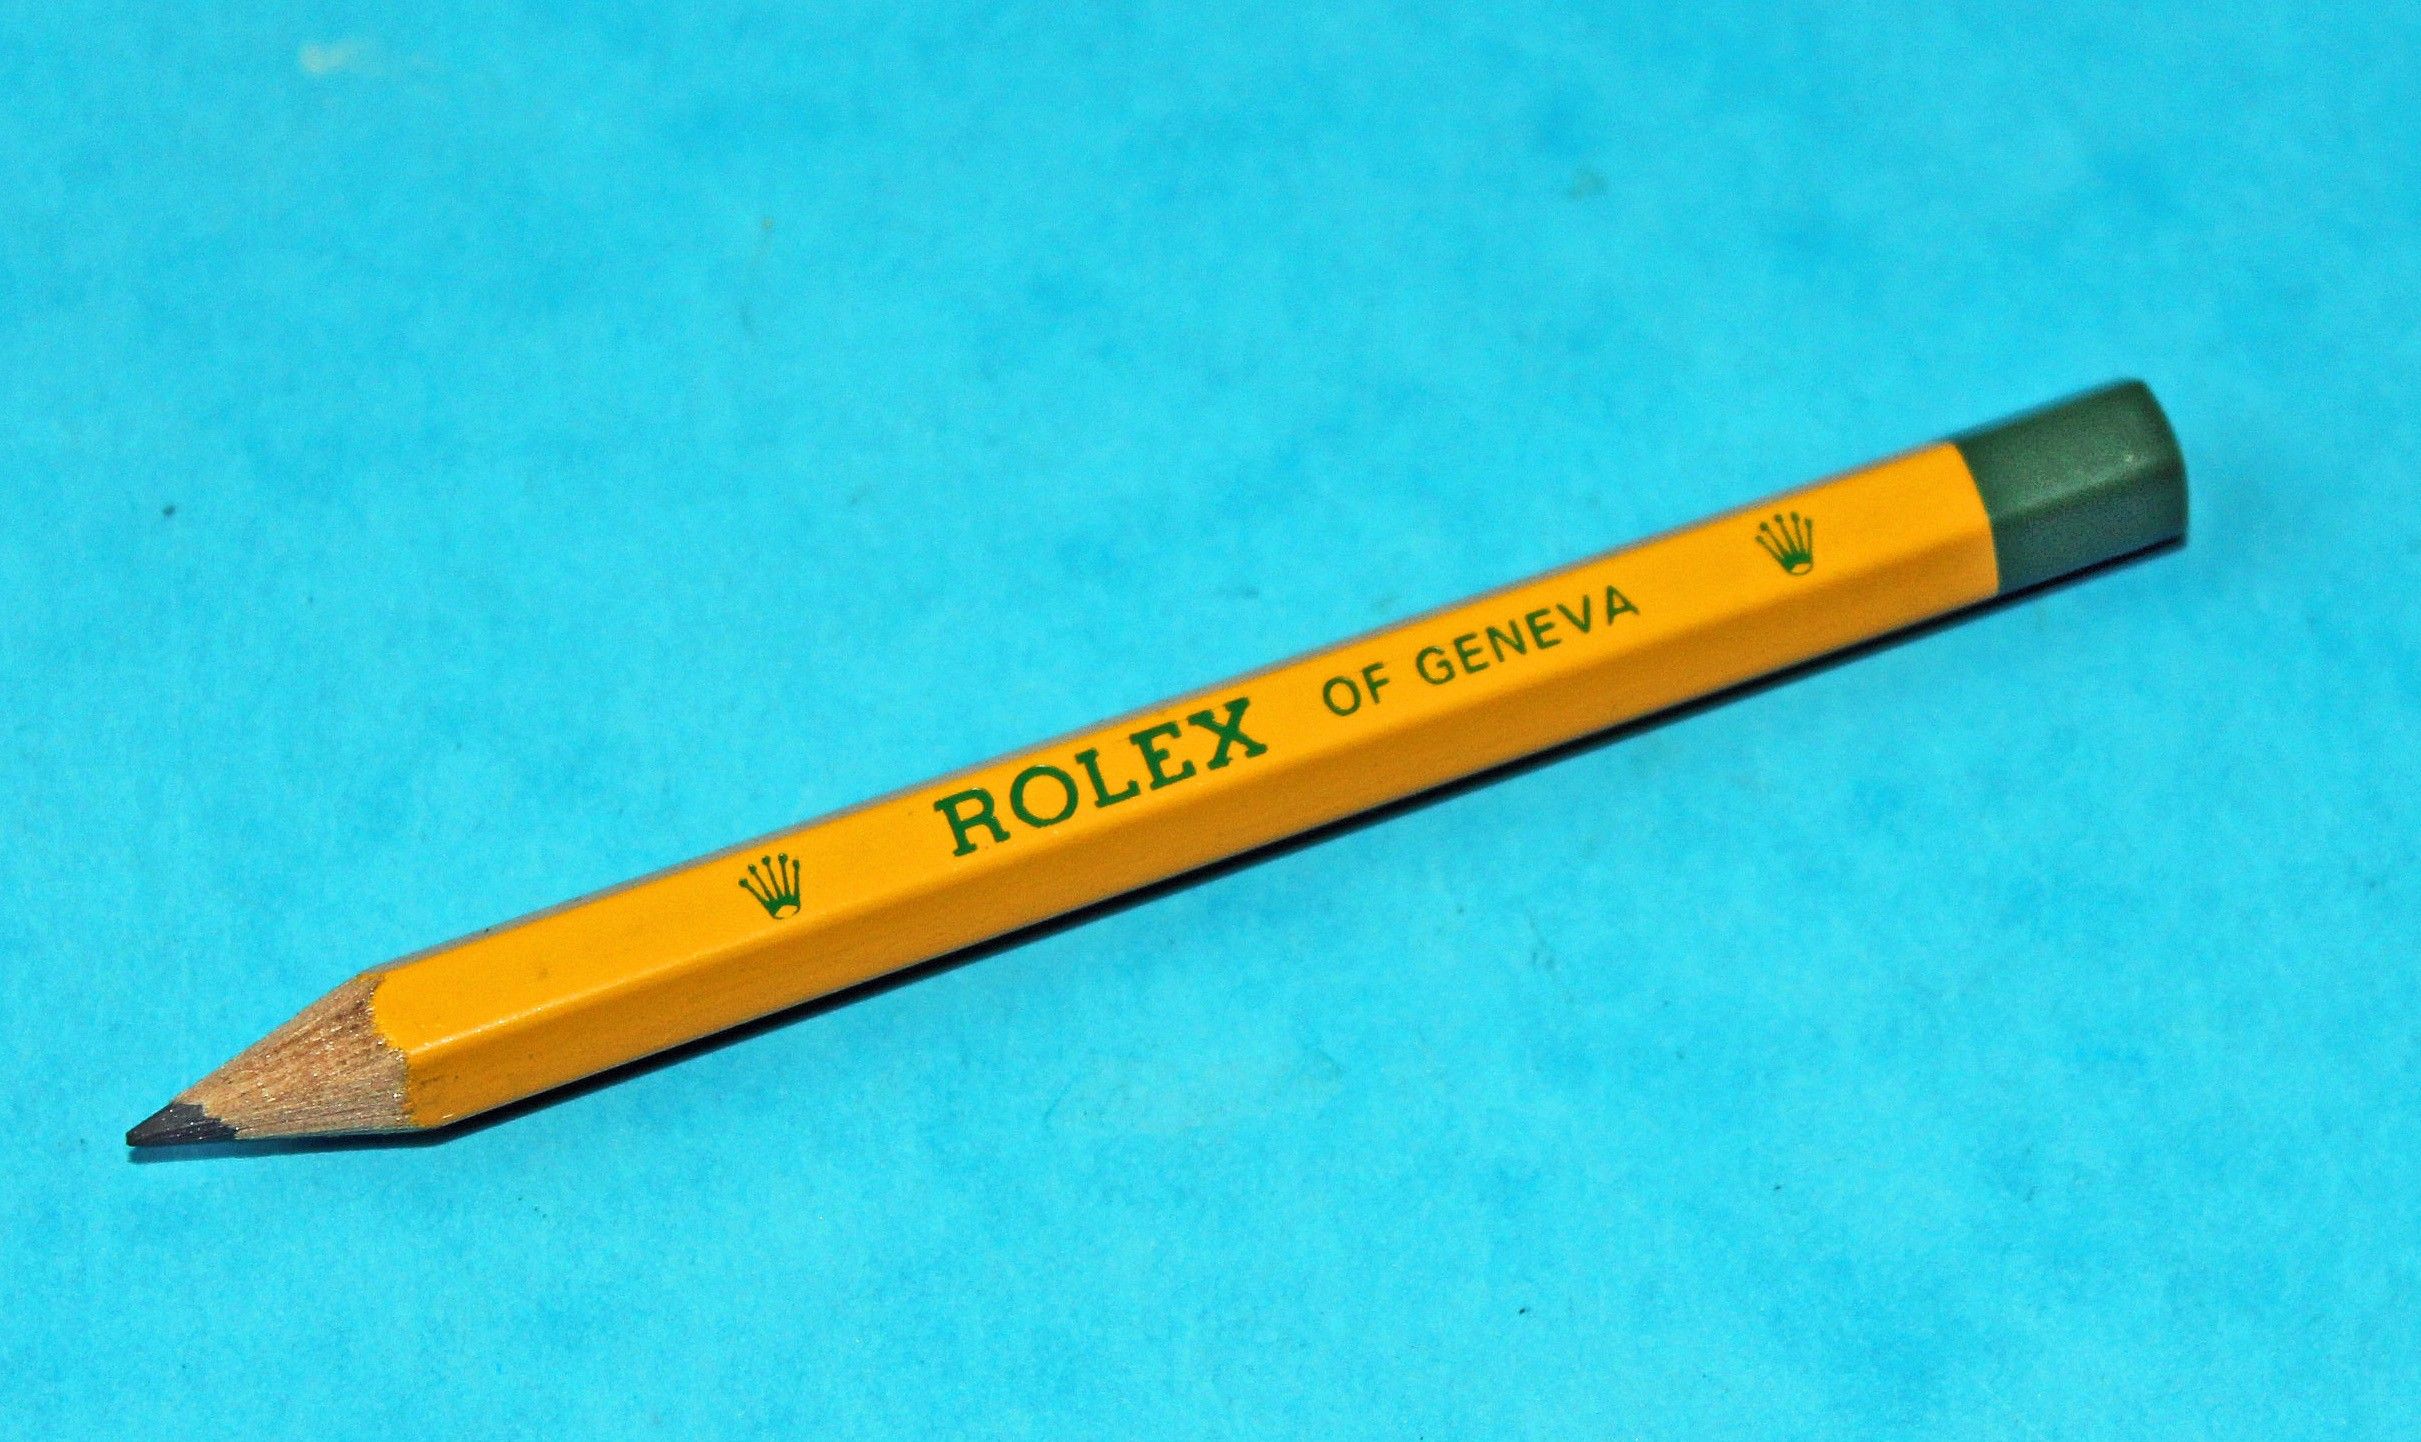 ROLEX OF GENEVA